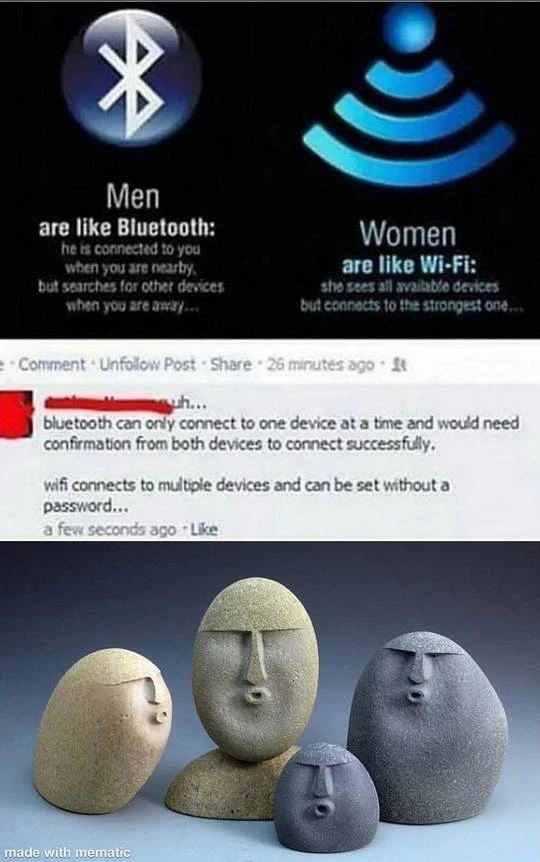 Men
are like Bluetooth:
he is connected to you
when you are nearby,
but searches for other devices
when you are away....
Women
are like Wi-Fi:
she sees all available devices
but connects to the strongest one...
· Comment · Unfollow Post · Share · 26 minutes ago ·
uh...
bluetooth can only connect to one device at a time and would need
confirmation from both devices to connect successfully.
wifi connects to multiple devices and can be set without a
password...
a few seconds ago · Like
made with mematic